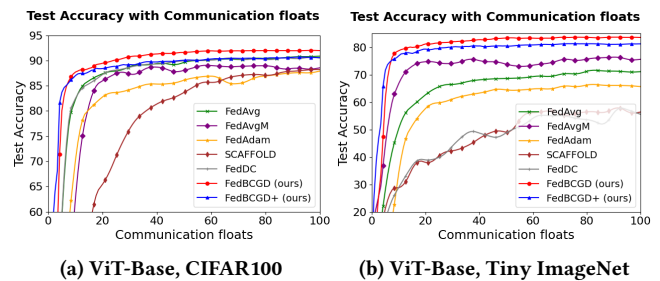 Test Accuracy with Communication floats
95
90
85
80
75
70
65
60
Test Accuracy
0 20 40 60 80 100
Communication floats
FedAvg
FedAvgM
FedAdam
SCAFFOLD
FedDC
FedBCGD (ours)
FedBCGD+ (ours)
(a) ViT-Base, CIFAR100
Test Accuracy with Communication floats
80
70
60
50
40
30
20
Test Accuracy
0 20 40 60 80 100
Communication floats
FedAvg
FedAvgM
FedAdam
SCAFFOLD
FedDC
FedBCGD (ours)
FedBCGD+ (ours)
(b) ViT-Base, Tiny ImageNet